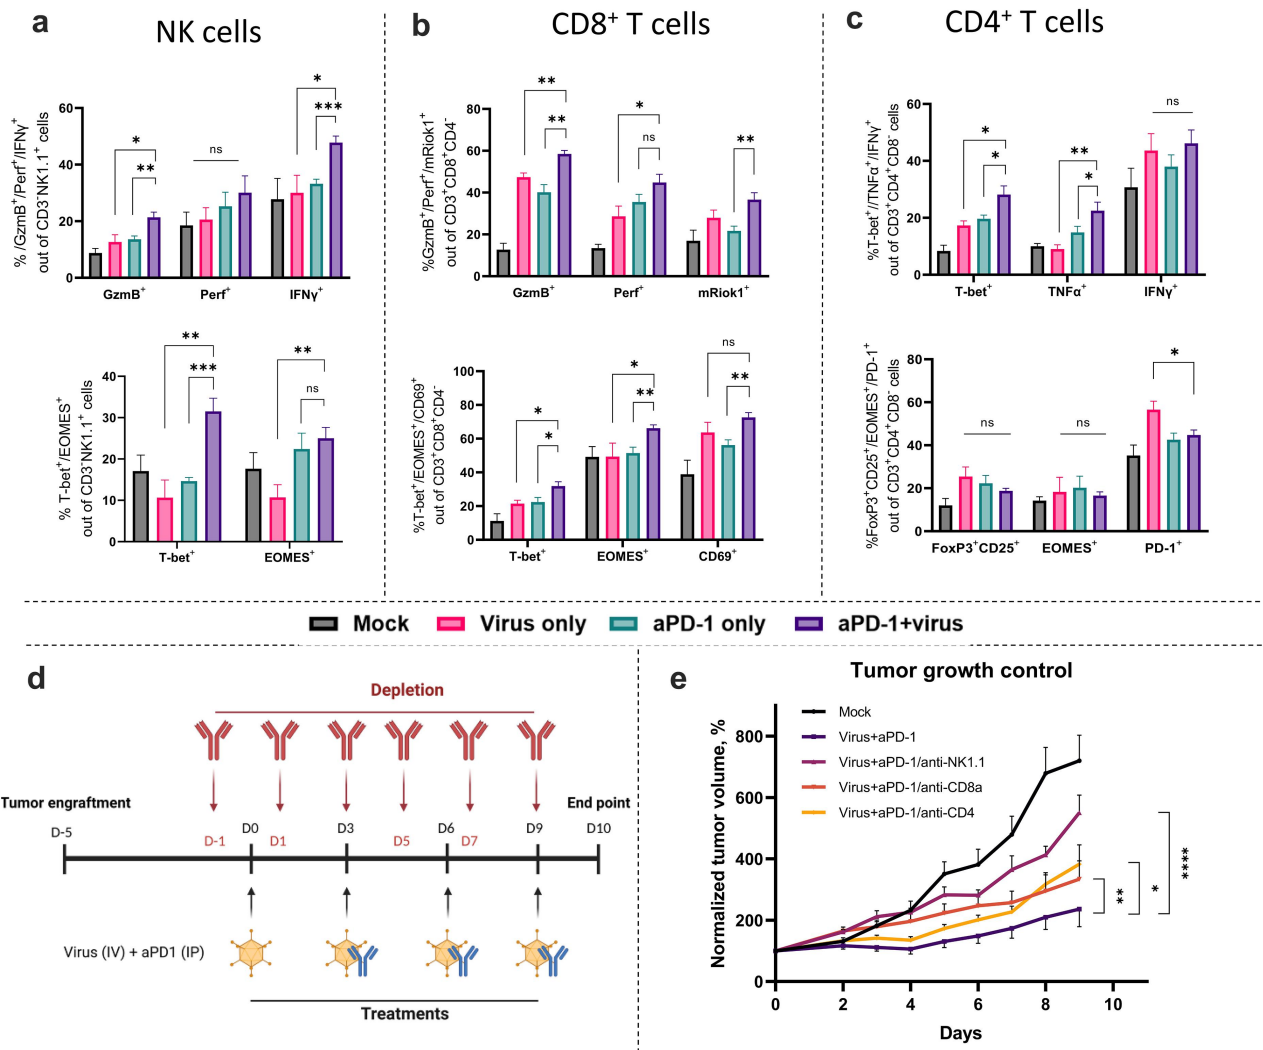 a
NK cells
% /GzmB⁺/Perf⁺/IFNγ⁺
out of CD3⁻NK1.1⁺ cells
60
40
20
0
*
**
*
***
GzmB⁺
Perf⁺
IFNγ⁺
% T-bet⁺/EOMES⁺
out of CD3⁻NK1.1⁺ cells
40
30
20
10
0
**
***
**
ns
T-bet⁺
EOMES⁺
b
CD8⁺ T cells
%GzmB⁺/Perf⁺/mRiok1⁺
out of CD3⁺CD8⁺CD4⁻
80
60
40
20
0
**
**
*
ns
**
GzmB⁺
Perf⁺
mRiok1⁺
%T-bet⁺/EOMES⁺/CD69⁺
out of CD3⁺CD8⁺CD4⁻
100
80
60
40
20
0
*
*
*
**
ns
**
T-bet⁺
EOMES⁺
CD69⁺
c
CD4⁺ T cells
%T-bet⁺//TNFα⁺/IFNγ⁺
out of CD3⁺CD4⁺CD8⁻ cells
60
40
20
0
*
*
**
*
ns
T-bet⁺
TNFα⁺
IFNγ⁺
%FoxP3⁺CD25⁺/EOMES⁺/PD-1⁺
out of CD3⁺CD4⁺CD8⁻ cells
80
60
40
20
0
ns
ns
*
FoxP3⁺CD25⁺
EOMES⁺
PD-1⁺
Mock
Virus only
aPD-1 only
aPD-1+virus
d
Depletion
Tumor engraftment
End point
D-5
D-1
D0
D1
D3
D5
D6
D7
D9
D10
Virus (IV) + aPD1 (IP)
Treatments
e
Tumor growth control
Normalized tumor volume, %
800
600
400
200
0
Mock
Virus+aPD-1
Virus+aPD-1/anti-NK1.1
Virus+aPD-1/anti-CD8a
Virus+aPD-1/anti-CD4
**
*
****
0
2
4
6
8
10
Days